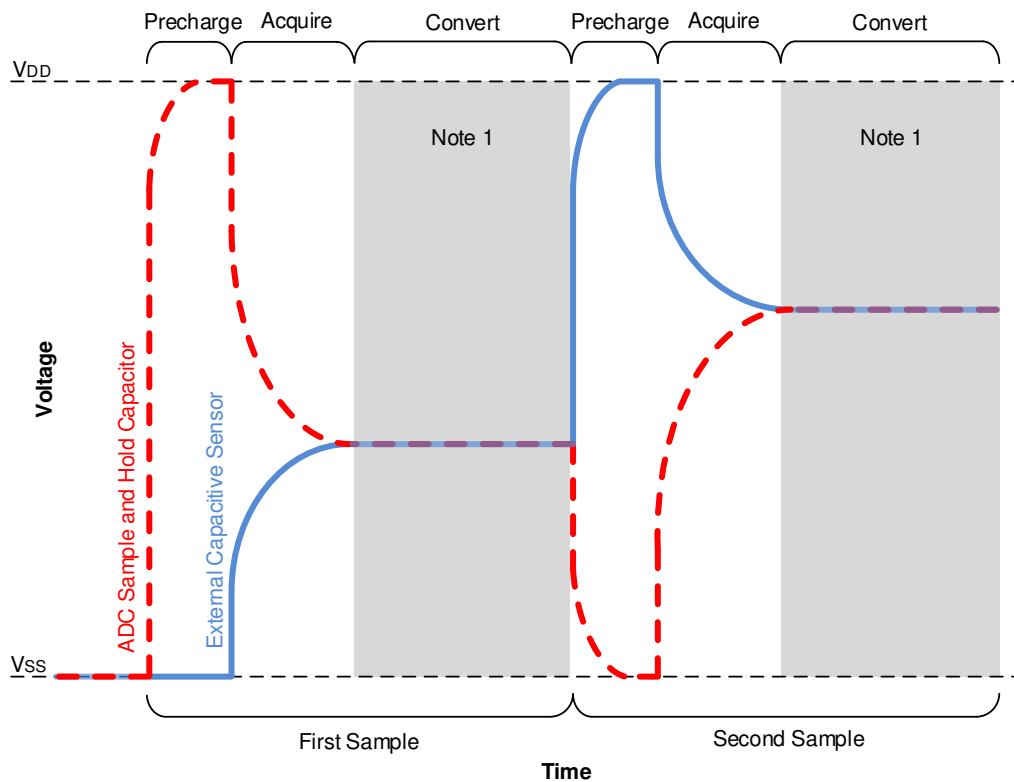 Precharge Acquire Convert Precharge Acquire Convert
VDD
Note 1 Note 1
Voltage
ADC Sample and Hold Capacitor
External Capacitive Sensor
VSS
First Sample Second Sample
Time